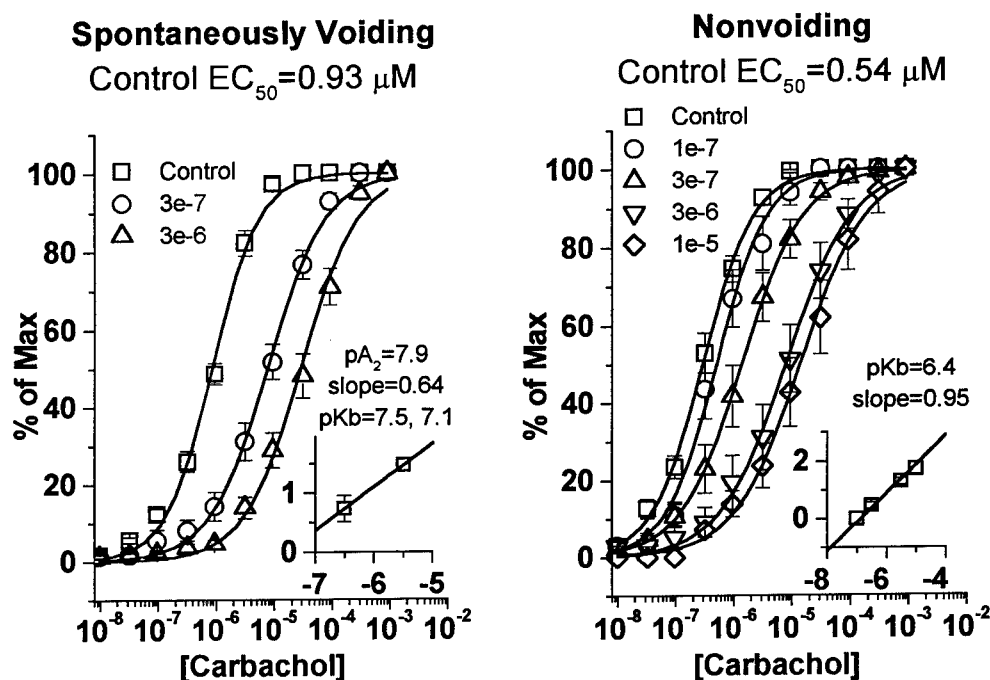 Spontaneously Voiding
Control EC50=0.93 µM
Control
3e-7
3e-6
100
80
60
40
20
0
% of Max
pA2=7.9
slope=0.64
pKb=7.5, 7.1
1
0
-7 -6 -5
10-8 10-7 10-6 10-5 10-4 10-3 10-2
[Carbachol]
Nonvoiding
Control EC50=0.54 µM
Control
1e-7
3e-7
3e-6
1e-5
100
80
60
40
20
0
% of Max
pKb=6.4
slope=0.95
2
0
-8 -6 -4
10-8 10-7 10-6 10-5 10-4 10-3 10-2
[Carbachol]